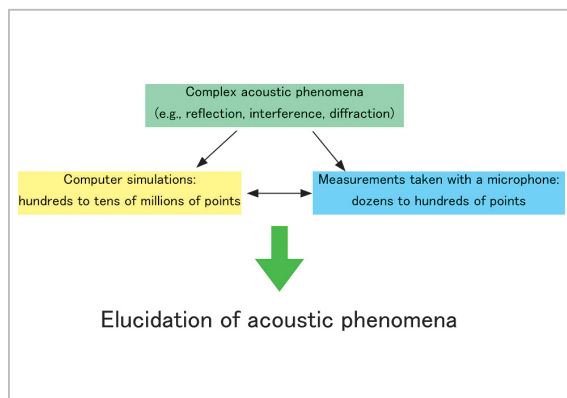 Complex acoustic phenomena
(e.g., reflection, interference, diffraction)
Computer simulations:
hundreds to tens of millions of points
Measurements taken with a microphone:
dozens to hundreds of points
Elucidation of acoustic phenomena